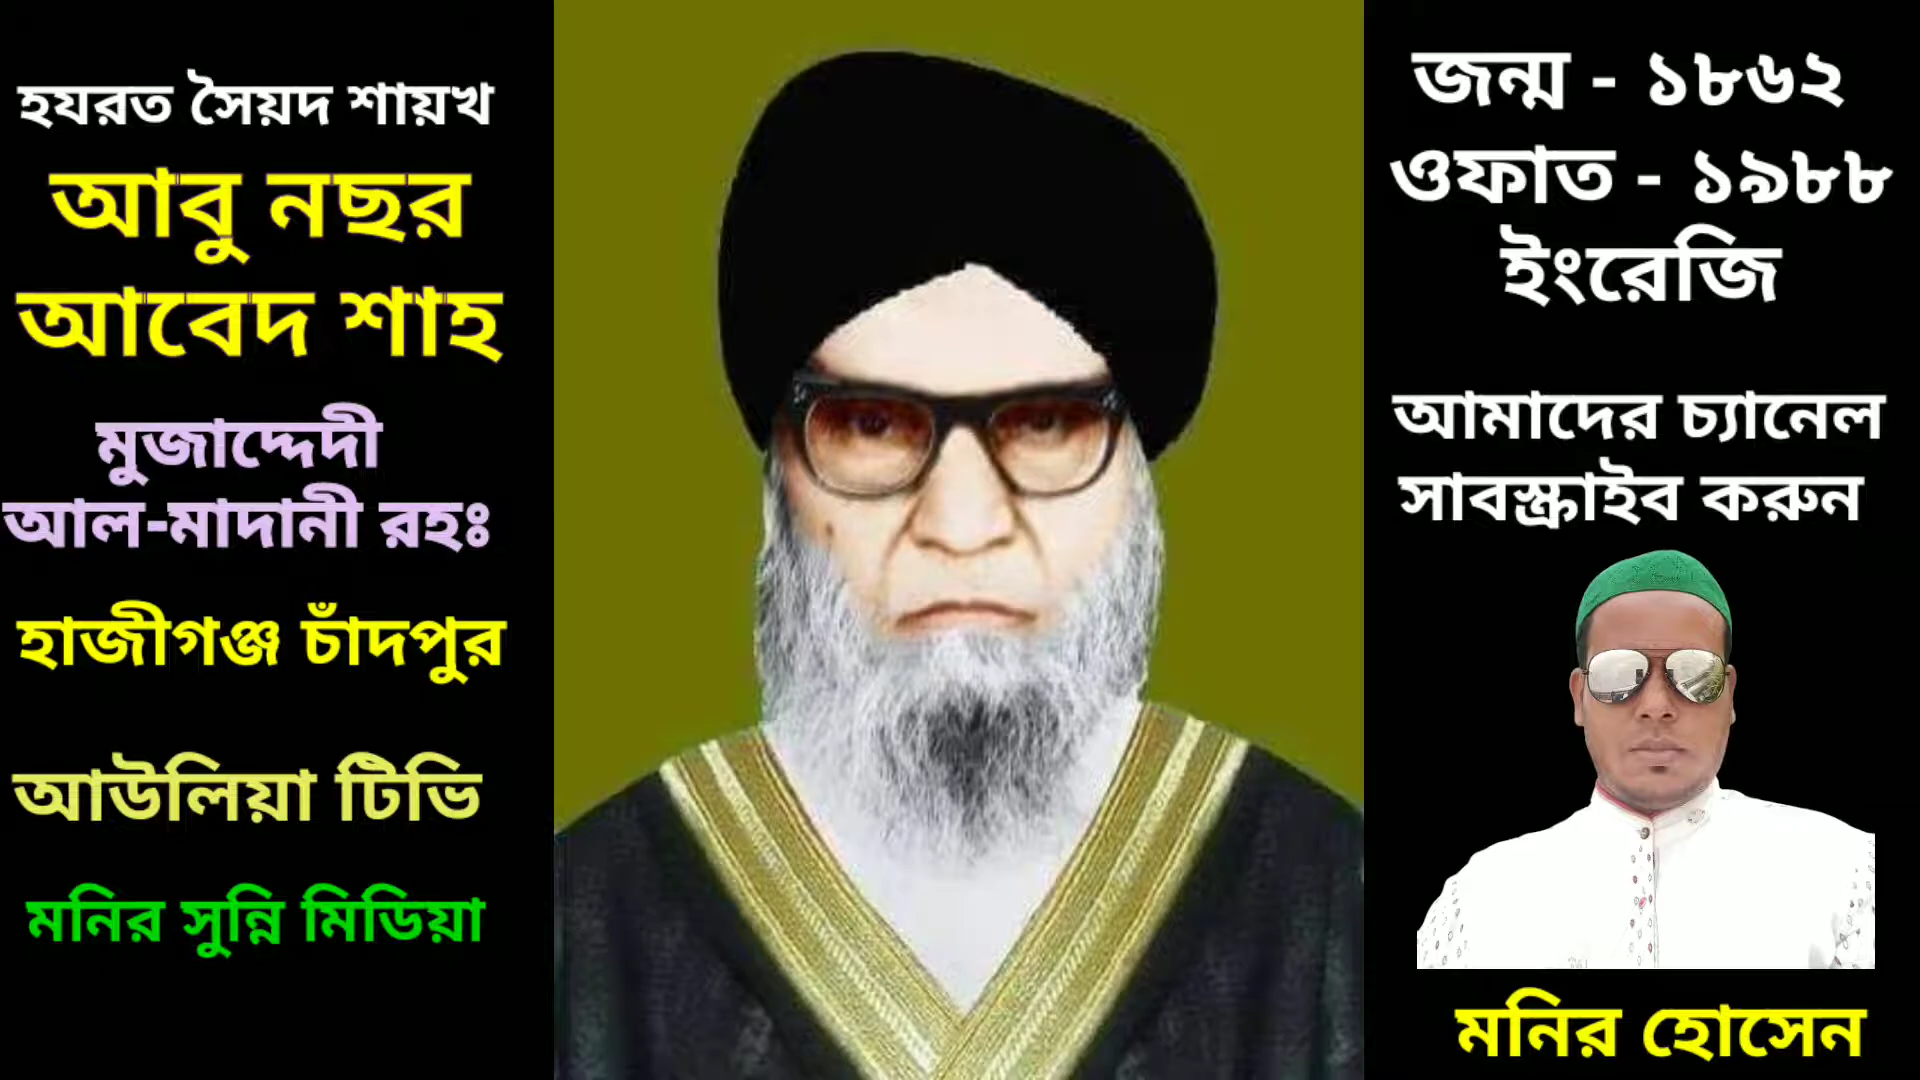 হযরত সৈয়দ শায়খ
আবু নছর
আবেদ শাহ
মুজাদ্দেদী
আল-মাদানী রহঃ
হাজীগঞ্জ চাঁদপুর
আউলিয়া টিভি
মনির সুন্নি মিডিয়া
জন্ম - ১৮৬২
ওফাত - ১৯৮৮
ইংরেজি
আমাদের চ্যানেল
সাবস্ক্রাইব করুন
মনির হোসেন